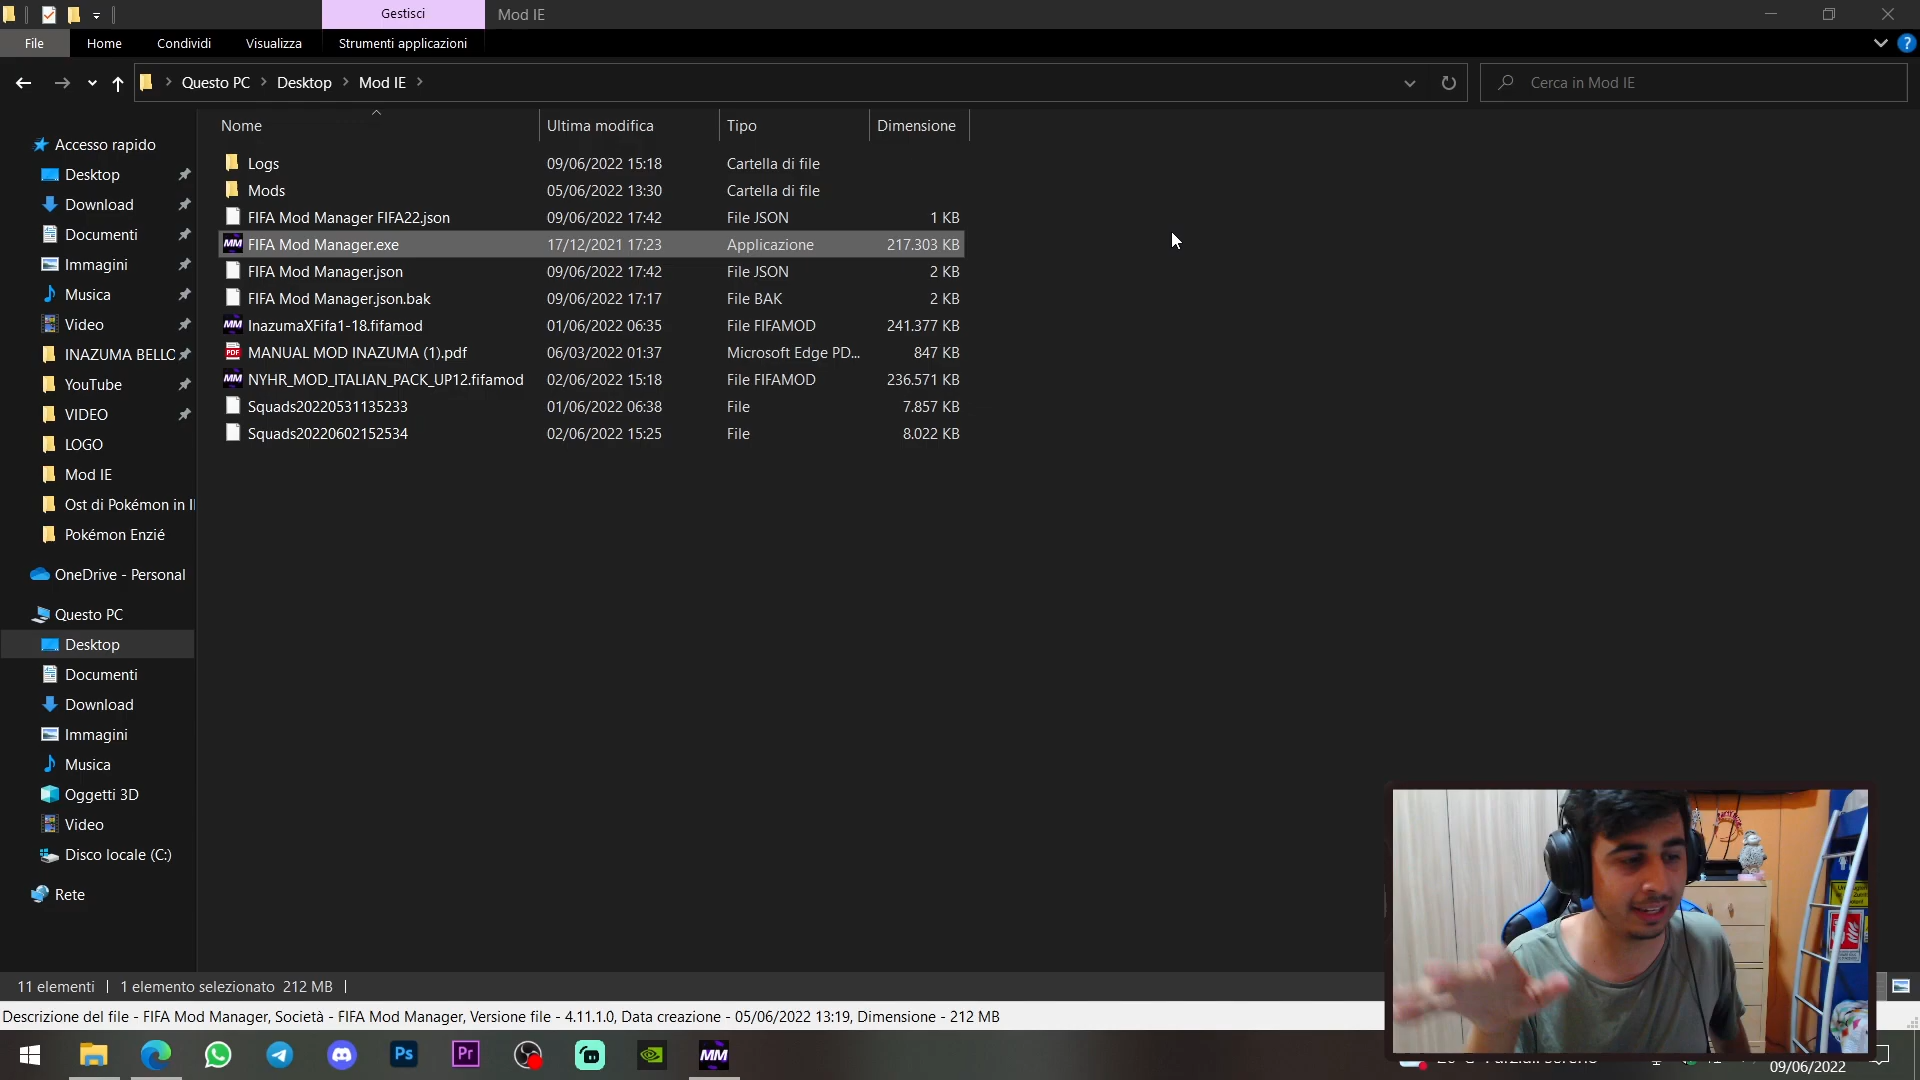 Gestisci
Mod IE
File
Home
Condividi
Visualizza
Strumenti applicazioni
?
Questo PC
Desktop
Mod IE
Cerca in Mod IE
Nome
Ultima modifica
Tipo
Dimensione
Logs 09/06/2022 15:18 Cartella di file
Mods 05/06/2022 13:30 Cartella di file
FIFA Mod Manager FIFA22.json 09/06/2022 17:42 File JSON 1 KB
FIFA Mod Manager.exe 17/12/2021 17:23 Applicazione 217.303 KB
FIFA Mod Manager.json 09/06/2022 17:42 File JSON 2 KB
FIFA Mod Manager.json.bak 09/06/2022 17:17 File BAK 2 KB
InazumaXFifa1-18.fifamod 01/06/2022 06:35 File FIFAMOD 241.377 KB
MANUAL MOD INAZUMA (1).pdf 06/03/2022 01:37 Microsoft Edge PD... 847 KB
NYHR_MOD_ITALIAN_PACK_UP12.fifamod 02/06/2022 15:18 File FIFAMOD 236.571 KB
Squads20220531135233 01/06/2022 06:38 File 7.857 KB
Squads20220602152534 02/06/2022 15:25 File 8.022 KB
Accesso rapido
Desktop
Download
Documenti
Immagini
Musica
Video
INAZUMA BELLO
YouTube
VIDEO
LOGO
Mod IE
Ost di Pokémon in I
Pokémon Enzié
OneDrive - Personal
Questo PC
Desktop
Documenti
Download
Immagini
Musica
Oggetti 3D
Video
Disco locale (C:)
Rete
11 elementi
1 elemento selezionato 212 MB
Descrizione del file - FIFA Mod Manager, Società - FIFA Mod Manager, Versione file - 4.11.1.0, Data creazione - 05/06/2022 13:19, Dimensione - 212 MB
Ps
Pr
MM
09/06/2022